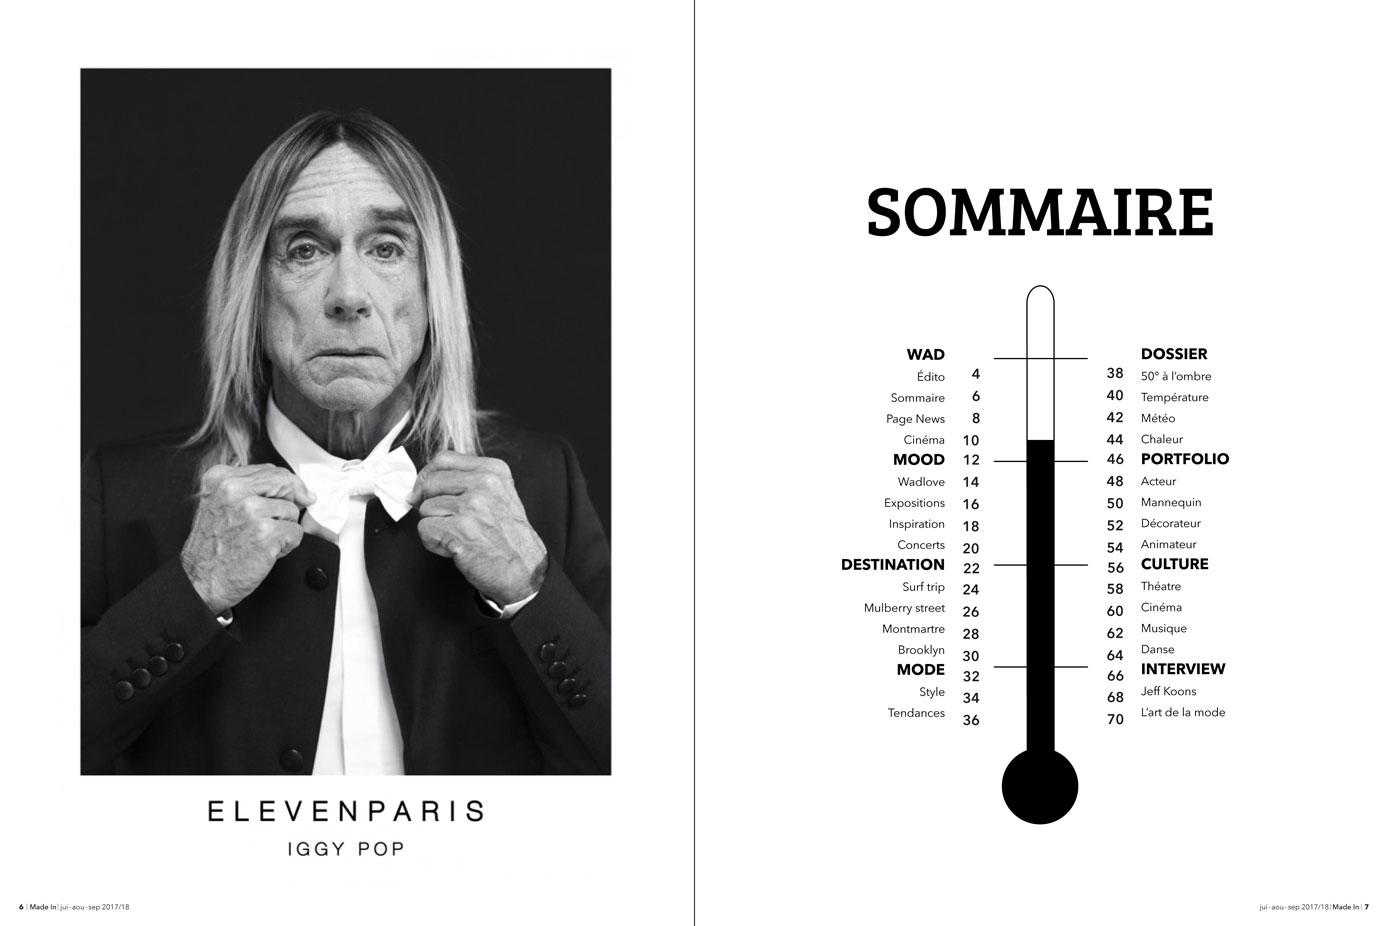 ELEVENPARIS
IGGY POP
6 | Made In | jui-aou-sep 2017/18
SOMMAIRE
WAD
Édito 4
Sommaire 6
Page News 8
Cinéma 10
MOOD 12
Wadlove 14
Expositions 16
Inspiration 18
Concerts 20
DESTINATION 22
Surf trip 24
Mulberry street 26
Montmartre 28
Brooklyn 30
MODE 32
Style 34
Tendances 36
DOSSIER
38 50° à l'ombre
40 Température
42 Météo
44 Chaleur
46 PORTFOLIO
48 Acteur
50 Mannequin
52 Décorateur
54 Animateur
56 CULTURE
58 Théatre
60 Cinéma
62 Musique
64 Danse
66 INTERVIEW
68 Jeff Koons
70 L'art de la mode
jui-aou-sep 2017/18 | Made In | 7